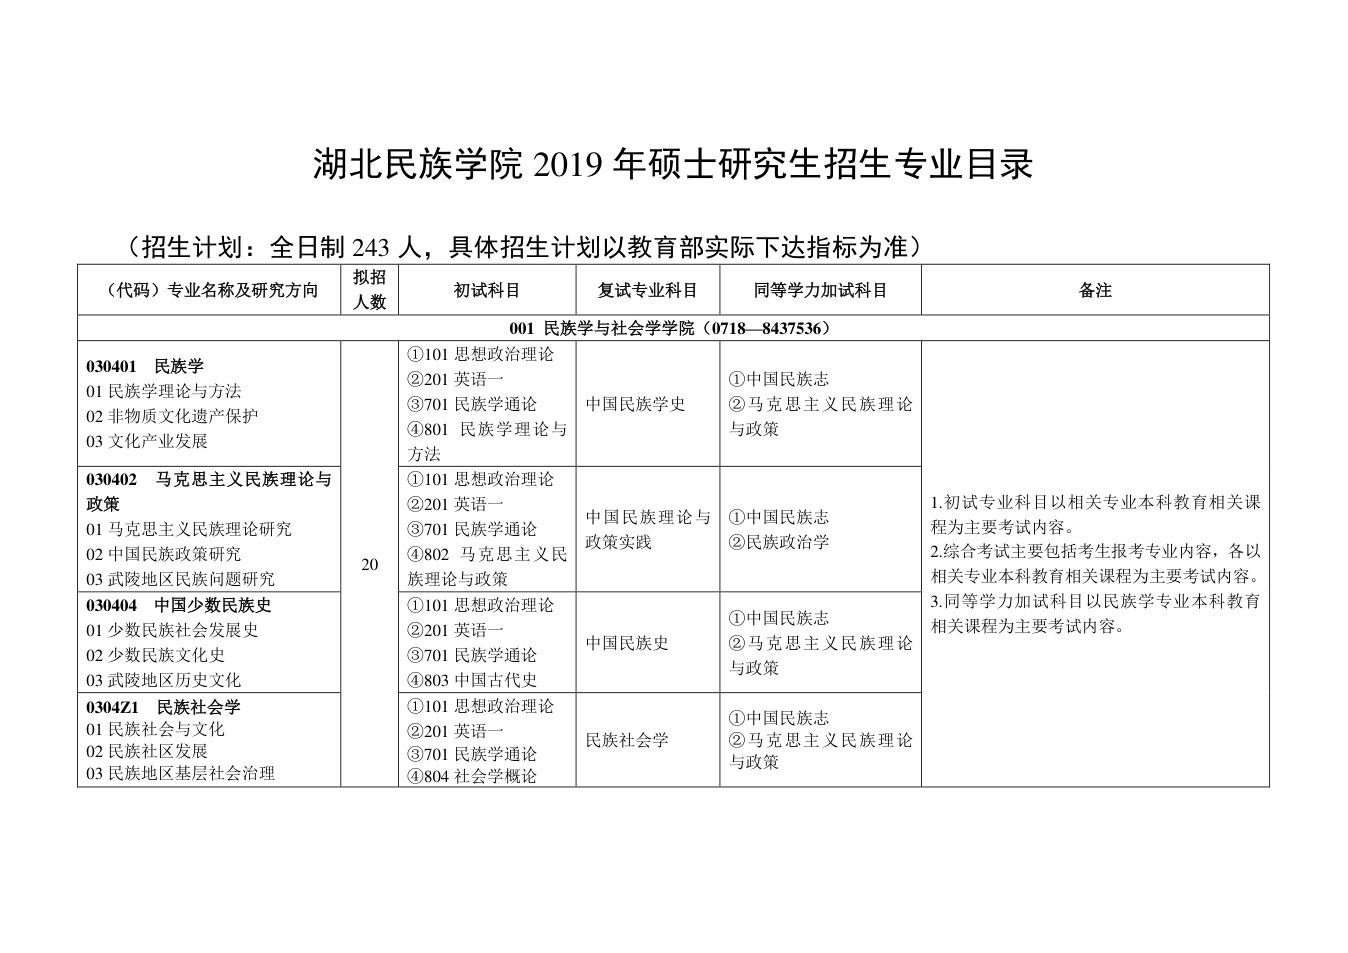 湖北民族学院 2019 年硕士研究生招生专业目录
（招生计划：全日制 243 人，具体招生计划以教育部实际下达指标为准）
（代码）专业名称及研究方向
拟招
人数
初试科目
复试专业科目
同等学力加试科目
备注
001 民族学与社会学学院（0718—8437536）
030401 民族学
01 民族学理论与方法
02 非物质文化遗产保护
03 文化产业发展
20
①101 思想政治理论
②201 英语一
③701 民族学通论
④801 民族学理论与
方法
中国民族学史
①中国民族志
②马克思主义民族理论
与政策
1.初试专业科目以相关专业本科教育相关课
程为主要考试内容。
2.综合考试主要包括考生报考专业内容，各以
相关专业本科教育相关课程为主要考试内容。
3.同等学力加试科目以民族学专业本科教育
相关课程为主要考试内容。
030402 马克思主义民族理论与
政策
01 马克思主义民族理论研究
02 中国民族政策研究
03 武陵地区民族问题研究
①101 思想政治理论
②201 英语一
③701 民族学通论
④802 马克思主义民
族理论与政策
中国民族理论与
政策实践
①中国民族志
②民族政治学
030404 中国少数民族史
01 少数民族社会发展史
02 少数民族文化史
03 武陵地区历史文化
①101 思想政治理论
②201 英语一
③701 民族学通论
④803 中国古代史
中国民族史
①中国民族志
②马克思主义民族理论
与政策
0304Z1 民族社会学
01 民族社会与文化
02 民族社区发展
03 民族地区基层社会治理
①101 思想政治理论
②201 英语一
③701 民族学通论
④804 社会学概论
民族社会学
①中国民族志
②马克思主义民族理论
与政策